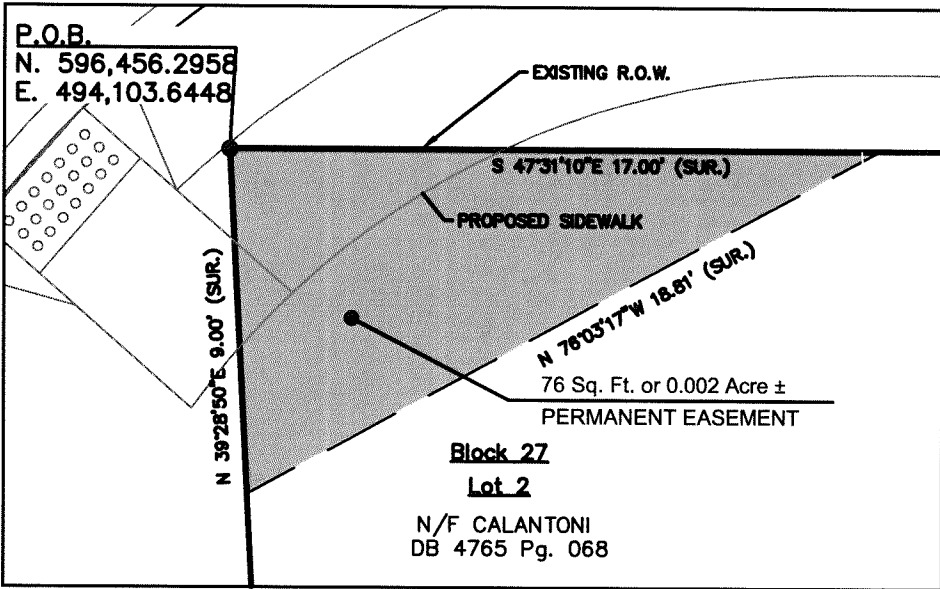 P.O.B.
N. 596,456.2958
E. 494,103.6448
EXISTING R.O.W.
S 47°31'10"E 17.00' (SUR.)
PROPOSED SIDEWALK
N 39°28'50"E 9.00' (SUR.)
N 76°03'17"W 18.81' (SUR.)
76 Sq. Ft. or 0.002 Acre ±
PERMANENT EASEMENT
Block 27
Lot 2
N/F CALANTONI
DB 4765 Pg. 068